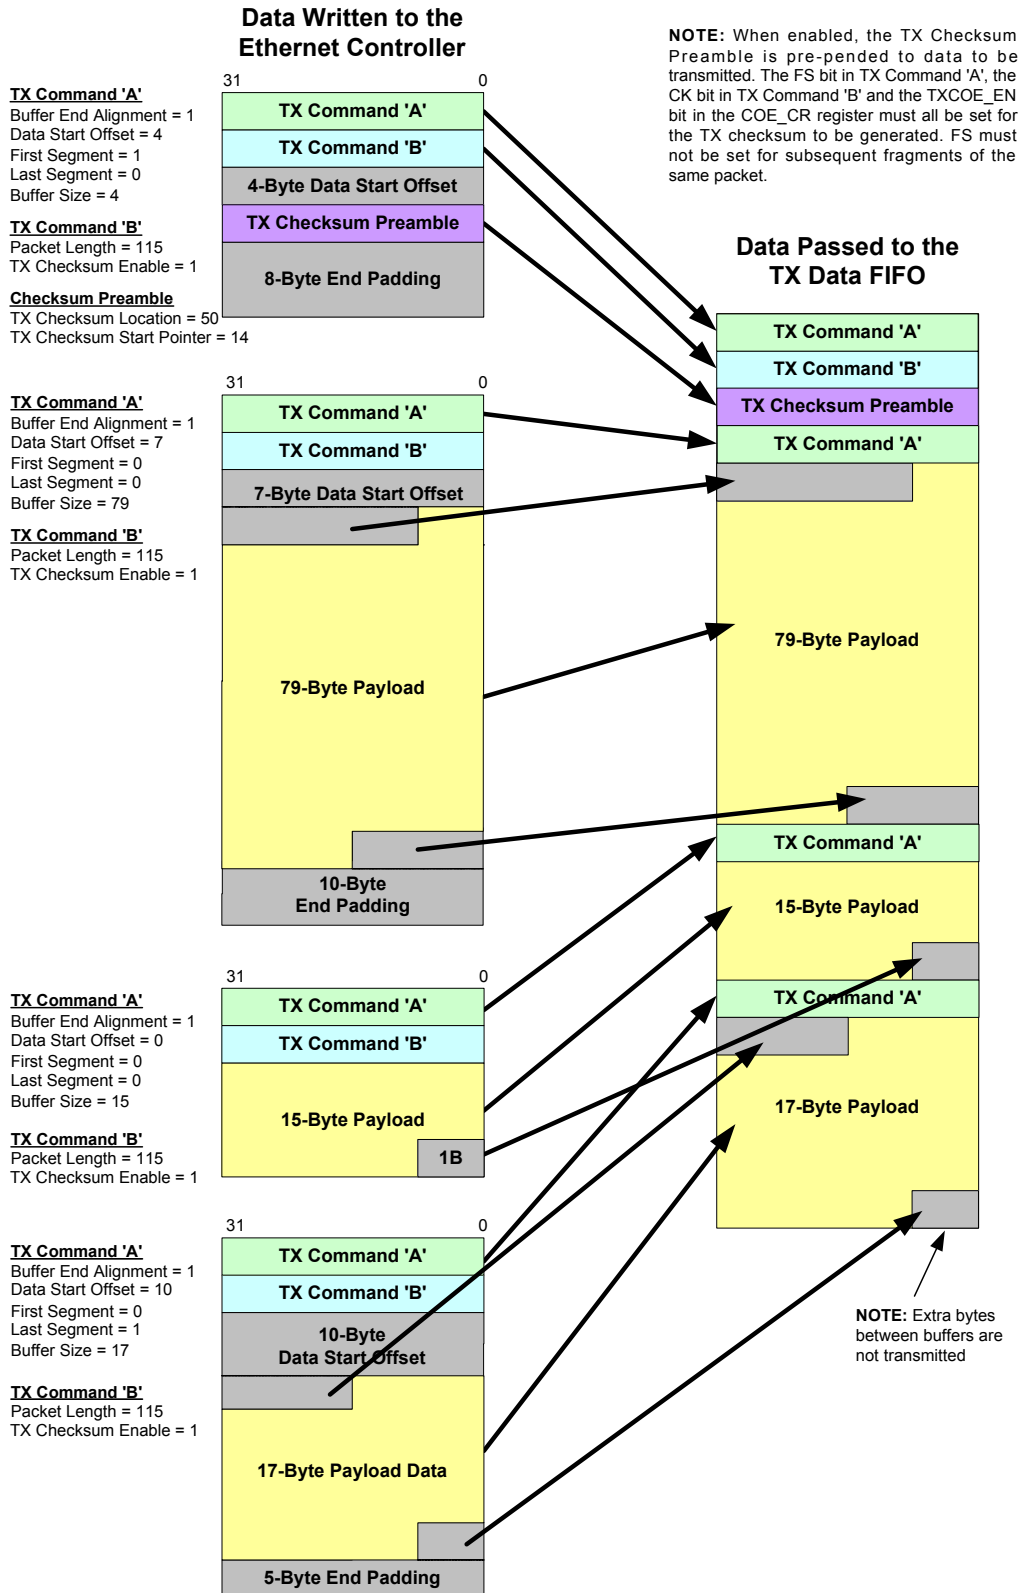 Data Written to the
Ethernet Controller
NOTE: When enabled, the TX Checksum
Preamble is pre-pended to data to be
transmitted. The FS bit in TX Command 'A', the
CK bit in TX Command 'B' and the TXCOE_EN
bit in the COE_CR register must all be set for
the TX checksum to be generated. FS must
not be set for subsequent fragments of the
same packet.
31 0
TX Command 'A'
Buffer End Alignment = 1
Data Start Offset = 4
First Segment = 1
Last Segment = 0
Buffer Size = 4
TX Command 'B'
Packet Length = 115
TX Checksum Enable = 1
Checksum Preamble
TX Checksum Location = 50
TX Checksum Start Pointer = 14
TX Command 'A'
TX Command 'B'
4-Byte Data Start Offset
TX Checksum Preamble
8-Byte End Padding
Data Passed to the
TX Data FIFO
TX Command 'A'
TX Command 'B'
TX Checksum Preamble
TX Command 'A'
79-Byte Payload
TX Command 'A'
15-Byte Payload
TX Command 'A'
17-Byte Payload
NOTE: Extra bytes
between buffers are
not transmitted
31 0
TX Command 'A'
Buffer End Alignment = 1
Data Start Offset = 7
First Segment = 0
Last Segment = 0
Buffer Size = 79
TX Command 'B'
Packet Length = 115
TX Checksum Enable = 1
TX Command 'A'
TX Command 'B'
7-Byte Data Start Offset
79-Byte Payload
10-Byte
End Padding
31 0
TX Command 'A'
Buffer End Alignment = 1
Data Start Offset = 0
First Segment = 0
Last Segment = 0
Buffer Size = 15
TX Command 'B'
Packet Length = 115
TX Checksum Enable = 1
TX Command 'A'
TX Command 'B'
15-Byte Payload
1B
31 0
TX Command 'A'
Buffer End Alignment = 1
Data Start Offset = 10
First Segment = 0
Last Segment = 1
Buffer Size = 17
TX Command 'B'
Packet Length = 115
TX Checksum Enable = 1
TX Command 'A'
TX Command 'B'
10-Byte
Data Start Offset
17-Byte Payload Data
5-Byte End Padding